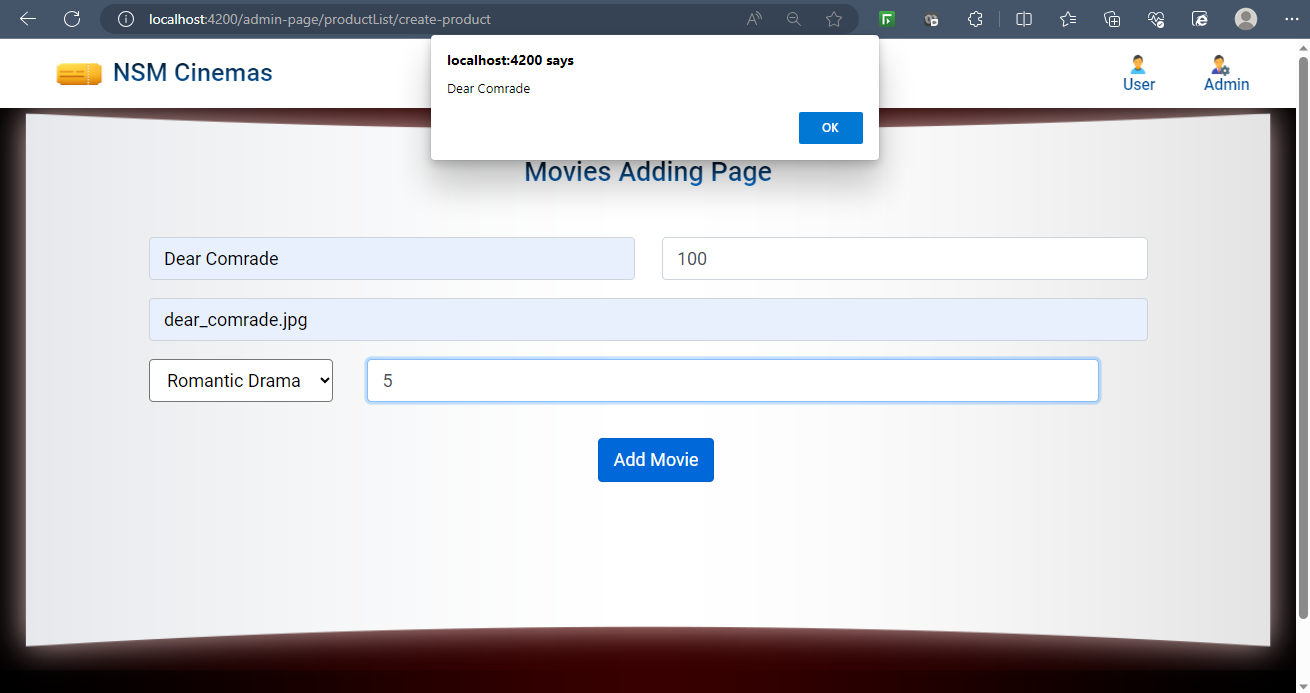 localhost:4200/admin-page/productList/create-product
localhost:4200 says
Dear Comrade
OK
NSM Cinemas
User
Admin
Movies Adding Page
Dear Comrade
100
dear_comrade.jpg
Romantic Drama
5
Add Movie